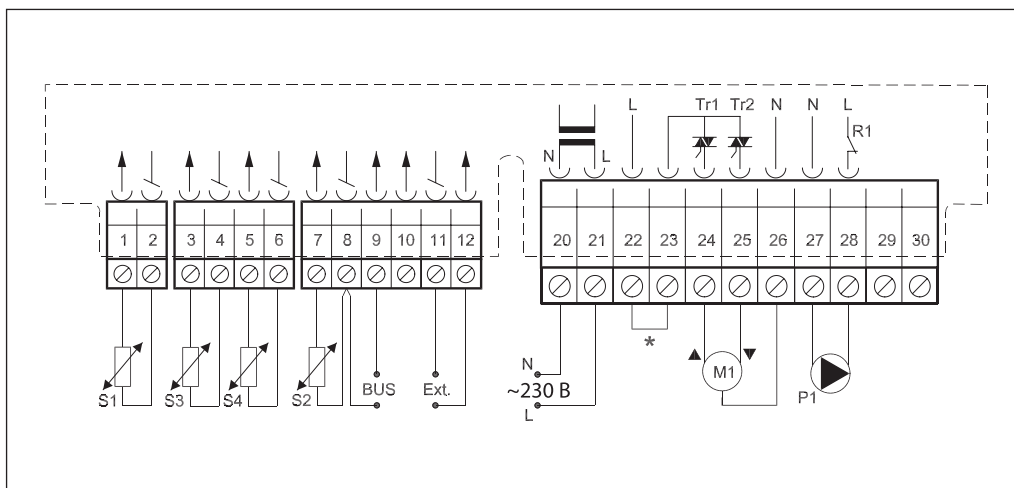 L Tr1 Tr2 N N L
R1
N L
1 2 3 4 5 6 7 8 9 10 11 12 20 21 22 23 24 25 26 27 28 29 30
*
N
M1
BUS Ext. ~230 В
S1 S3 S4 S2 P1
L